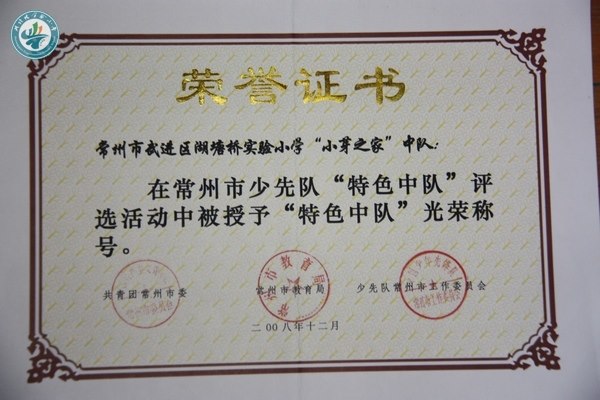 荣誉证书
常州市武进区湖塘桥实验小学“小芽之家”中队：
在常州市少先队“特色中队”评
选活动中被授予“特色中队”光荣称
号。
共青团常州市委 常州市教育局 少先队常州市工作委员会
二00八年十二月